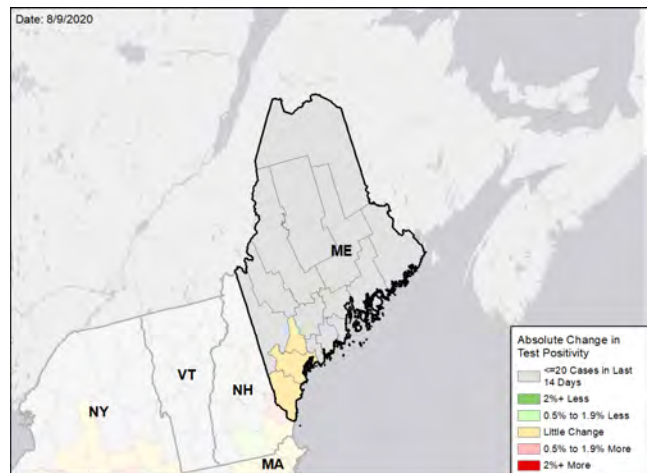 Date: 8/9/2020
ME
VT
NH
NY
MA
Absolute Change in
Test Positivity
<=20 Cases in Last
14 Days
2%+ Less
0.5% to 1.9% Less
Little Change
0.5% to 1.9% More
2%+ More